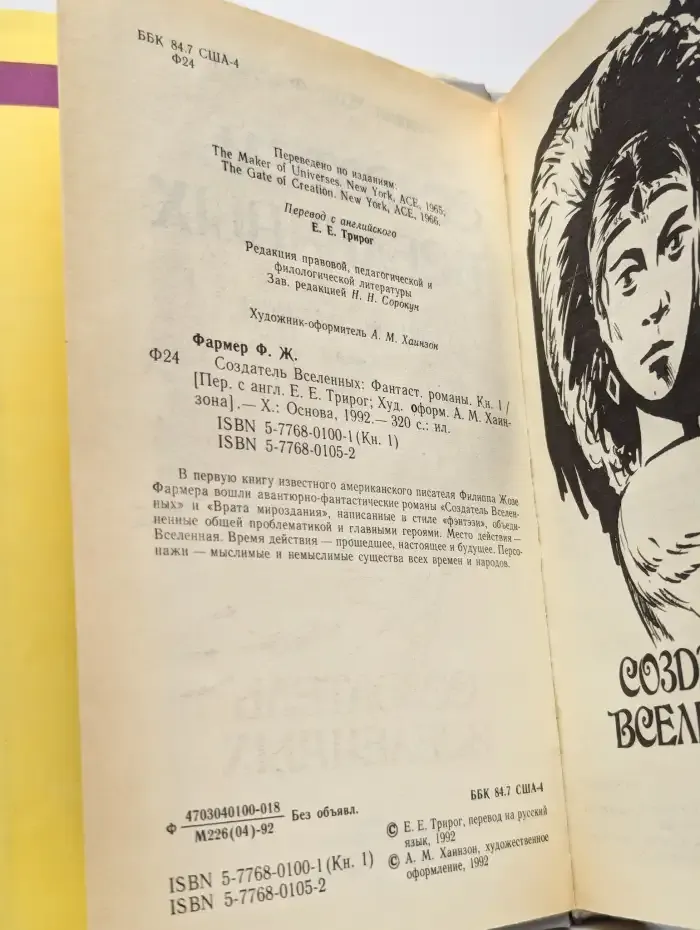 ББК 84.7 США-4
Ф24
Переведено по изданиям:
The Maker of Universes. New York, ACE, 1965;
The Gate of Creation. New York, ACE, 1966.
Перевод с английского
Е. Е. Трирог
Редакция правовой, педагогической и
филологической литературы
Зав. редакцией Н. Н. Сорокун
Художник-оформитель А. М. Хаинзон
Фармер Ф. Ж.
Ф24 Создатель Вселенных: Фантаст. романы. Кн. 1 /
[Пер. с англ. Е. Е. Трирог; Худ. оформ. А. М. Хаин-
зона].— Х.: Основа, 1992.— 320 с.: ил.
ISBN 5-7768-0100-1 (Кн. 1)
ISBN 5-7768-0105-2
В первую книгу известного американского писателя Филиппа Жозе
Фармера вошли авантюрно-фантастические романы «Создатель Вселен-
ных» и «Врата мироздания», написанные в стиле «фэнтэзи», объеди-
ненные общей проблематикой и главными героями. Место действия —
Вселенная. Время действия — прошедшее, настоящее и будущее. Персо-
нажи — мыслимые и немыслимые существа всех времен и народов.
Ф 4703040100-018 Без объявл.
М226(04)-92
ББК 84.7 США-4
ISBN 5-7768-0100-1 (Кн. 1)
ISBN 5-7768-0105-2
© Е. Е. Трирог, перевод на русский
язык, 1992
© А. М. Хаинзон, художественное
оформление, 1992
СОЗД
ВСЕЛ